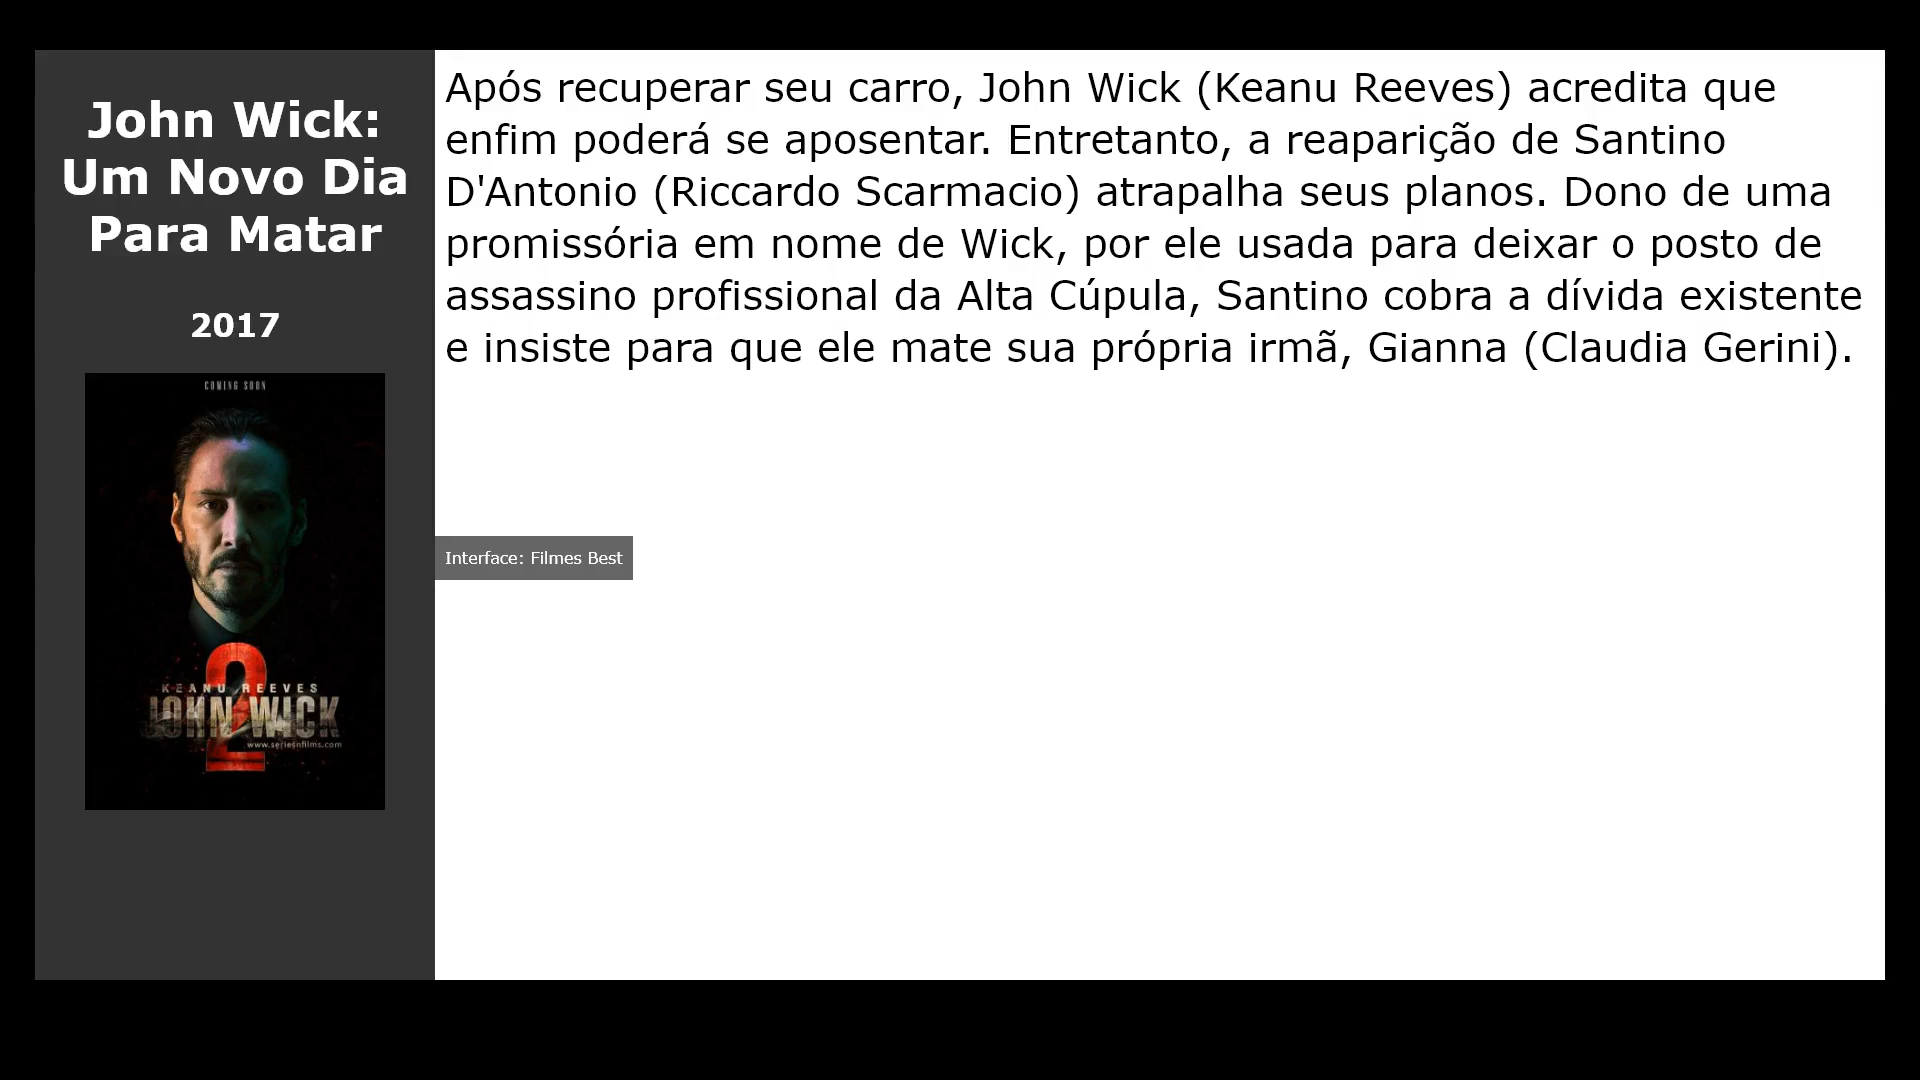 John Wick:
Um Novo Dia
Para Matar
2017
COMING SOON
KEANU REEVES
JOHN WICK
2
www.seriesnfilms.com
Após recuperar seu carro, John Wick (Keanu Reeves) acredita que
enfim poderá se aposentar. Entretanto, a reaparição de Santino
D'Antonio (Riccardo Scarmacio) atrapalha seus planos. Dono de uma
promissória em nome de Wick, por ele usada para deixar o posto de
assassino profissional da Alta Cúpula, Santino cobra a dívida existente
e insiste para que ele mate sua própria irmã, Gianna (Claudia Gerini).
Interface: Filmes Best